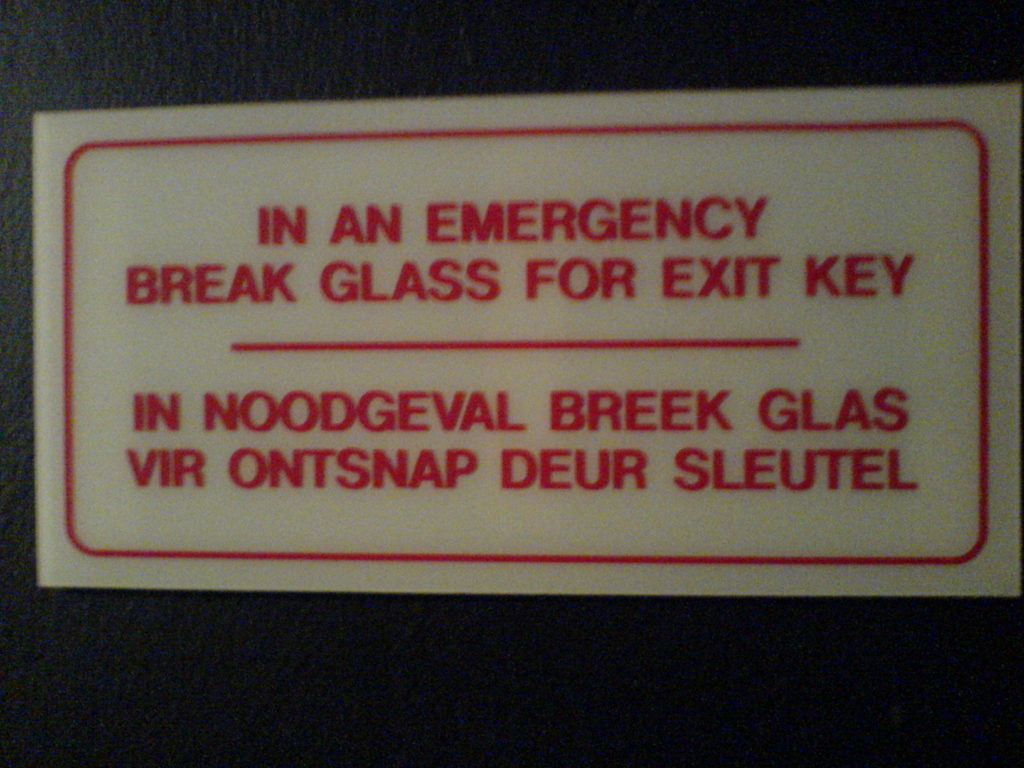 IN AN EMERGENCY
BREAK GLASS FOR EXIT KEY
IN NOODGEVAL BREEK GLAS
VIR ONTSNAP DEUR SLEUTEL